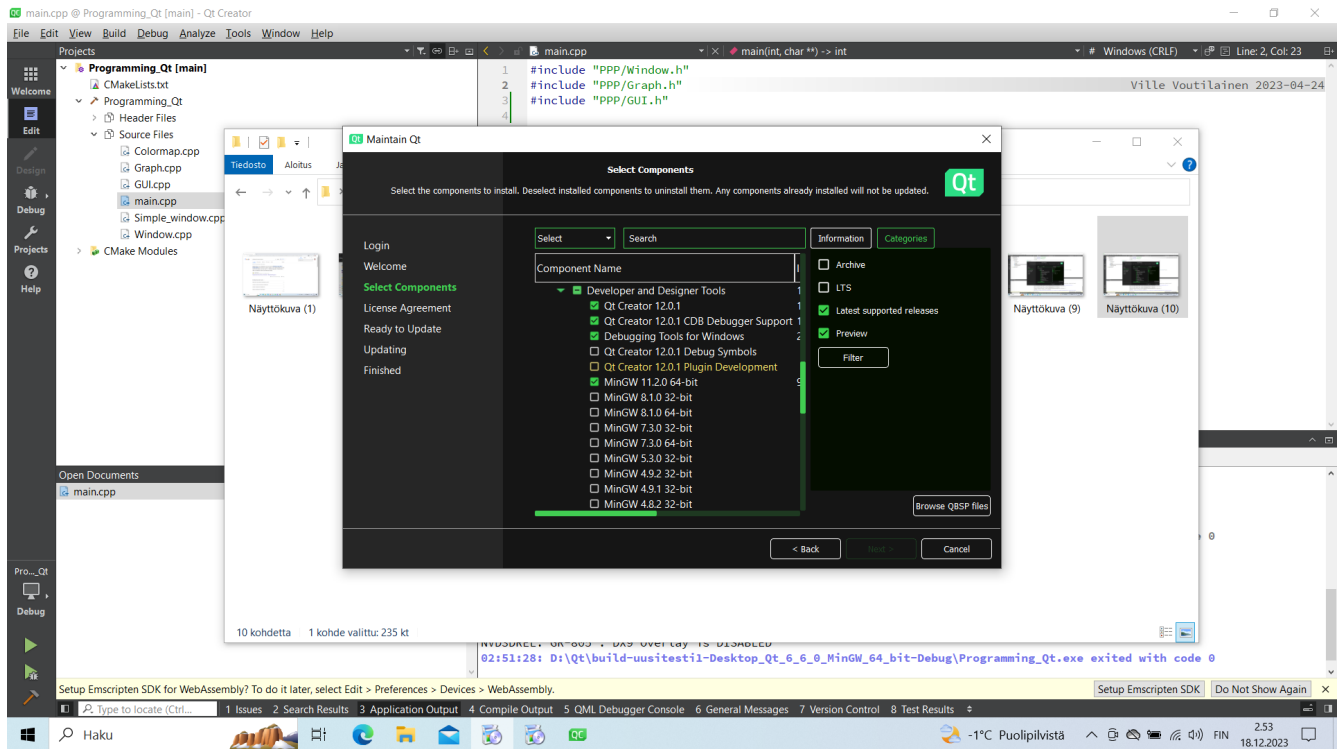 main.cpp @ Programming_Qt [main] - Qt Creator
File Edit View Build Debug Analyze Tools Window Help
Projects
main.cpp
main(int, char **) -> int
# Windows (CRLF)
Line: 2, Col: 23
Welcome
Edit
Design
Debug
Projects
Help
Programming_Qt [main]
CMakeLists.txt
Programming_Qt
Header Files
Source Files
Colormap.cpp
Graph.cpp
GUI.cpp
main.cpp
Simple_window.cpp
Window.cpp
CMake Modules
1 #include "PPP/Window.h"
2 #include "PPP/Graph.h"
Ville Voutilainen 2023-04-24
3 #include "PPP/GUI.h"
4
Tiedosto Aloitus
Näyttökuva (1)
Näyttökuva (9)
Näyttökuva (10)
Maintain Qt
Select Components
Select the components to install. Deselect installed components to uninstall them. Any components already installed will not be updated.
Qt
Login
Welcome
Select Components
License Agreement
Ready to Update
Updating
Finished
Select
Search
Information
Categories
Component Name
Developer and Designer Tools
Qt Creator 12.0.1
Qt Creator 12.0.1 CDB Debugger Support
Debugging Tools for Windows
Qt Creator 12.0.1 Debug Symbols
Qt Creator 12.0.1 Plugin Development
MinGW 11.2.0 64-bit
MinGW 8.1.0 32-bit
MinGW 8.1.0 64-bit
MinGW 7.3.0 32-bit
MinGW 7.3.0 64-bit
MinGW 5.3.0 32-bit
MinGW 4.9.2 32-bit
MinGW 4.9.1 32-bit
MinGW 4.8.2 32-bit
Archive
LTS
Latest supported releases
Preview
Filter
Browse QBSP files
< Back
Next >
Cancel
Open Documents
main.cpp
0
Pro..._Qt
Debug
10 kohdetta 1 kohde valittu: 235 kt
02:51:28: D:\Qt\build-uusitesti1-Desktop_Qt_6_6_0_MinGW_64_bit-Debug\Programming_Qt.exe exited with code 0
Setup Emscripten SDK for WebAssembly? To do it later, select Edit > Preferences > Devices > WebAssembly.
Setup Emscripten SDK
Do Not Show Again
Type to locate (Ctrl...
1 Issues 2 Search Results 3 Application Output 4 Compile Output 5 QML Debugger Console 6 General Messages 7 Version Control 8 Test Results
Haku
QC
-1°C Puolipilvistä
FIN
2.53
18.12.2023